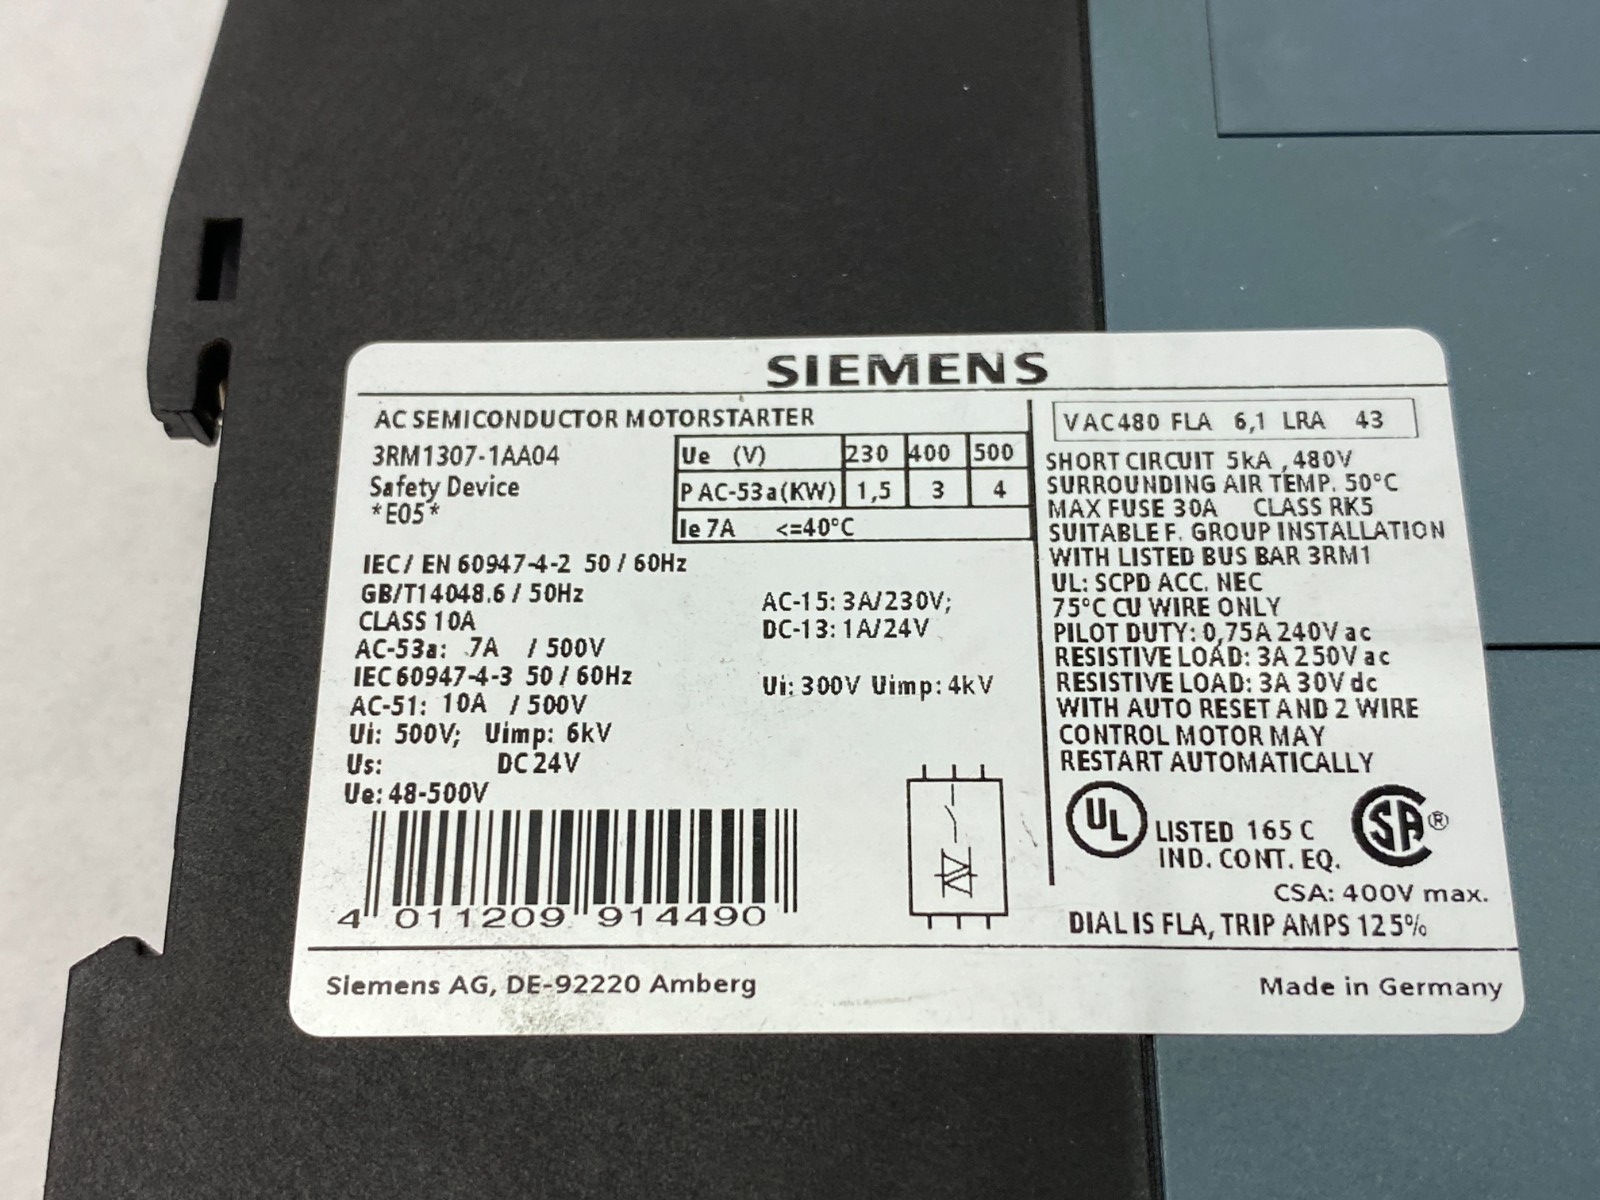 SIEMENS
AC SEMICONDUCTOR MOTORSTARTER
3RM1307-1AA04
Safety Device
*E05*
Ue (V) 230 400 500
P AC-53a(KW) 1,5 3 4
Ie 7A <=40°C
IEC/ EN 60947-4-2 50 / 60Hz
GB/T14048.6 / 50Hz
CLASS 10A
AC-53a: 7A / 500V
IEC 60947-4-3 50 / 60Hz
AC-51: 10A / 500V
Ui: 500V; Uimp: 6kV
Us: DC 24V
Ue: 48-500V
AC-15: 3A/230V;
DC-13: 1A/24V
Ui: 300V Uimp: 4kV
4 011209 914490
VAC480 FLA 6,1 LRA 43
SHORT CIRCUIT 5kA , 480V
SURROUNDING AIR TEMP. 50°C
MAX FUSE 30A CLASS RK5
SUITABLE F. GROUP INSTALLATION
WITH LISTED BUS BAR 3RM1
UL: SCPD ACC. NEC
75°C CU WIRE ONLY
PILOT DUTY: 0,75A 240V ac
RESISTIVE LOAD: 3A 250V ac
RESISTIVE LOAD: 3A 30V dc
WITH AUTO RESET AND 2 WIRE
CONTROL MOTOR MAY
RESTART AUTOMATICALLY
UL LISTED 165 C
IND. CONT. EQ.
SA ®
CSA: 400V max.
DIAL IS FLA, TRIP AMPS 125%
Siemens AG, DE-92220 Amberg
Made in Germany